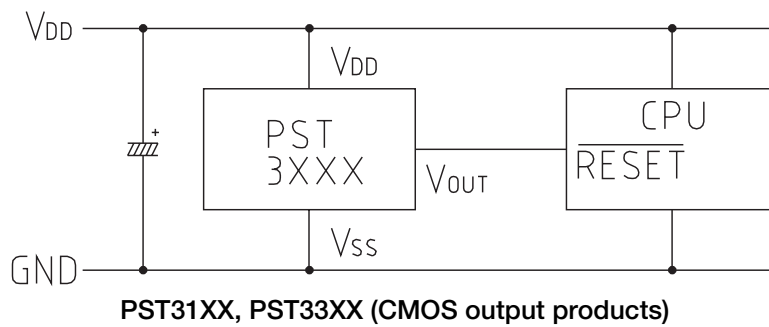 VDD
VDD
CPU
PST
3XXX
RESET
VOUT
VSS
GND
+
PST31XX, PST33XX (CMOS output products)